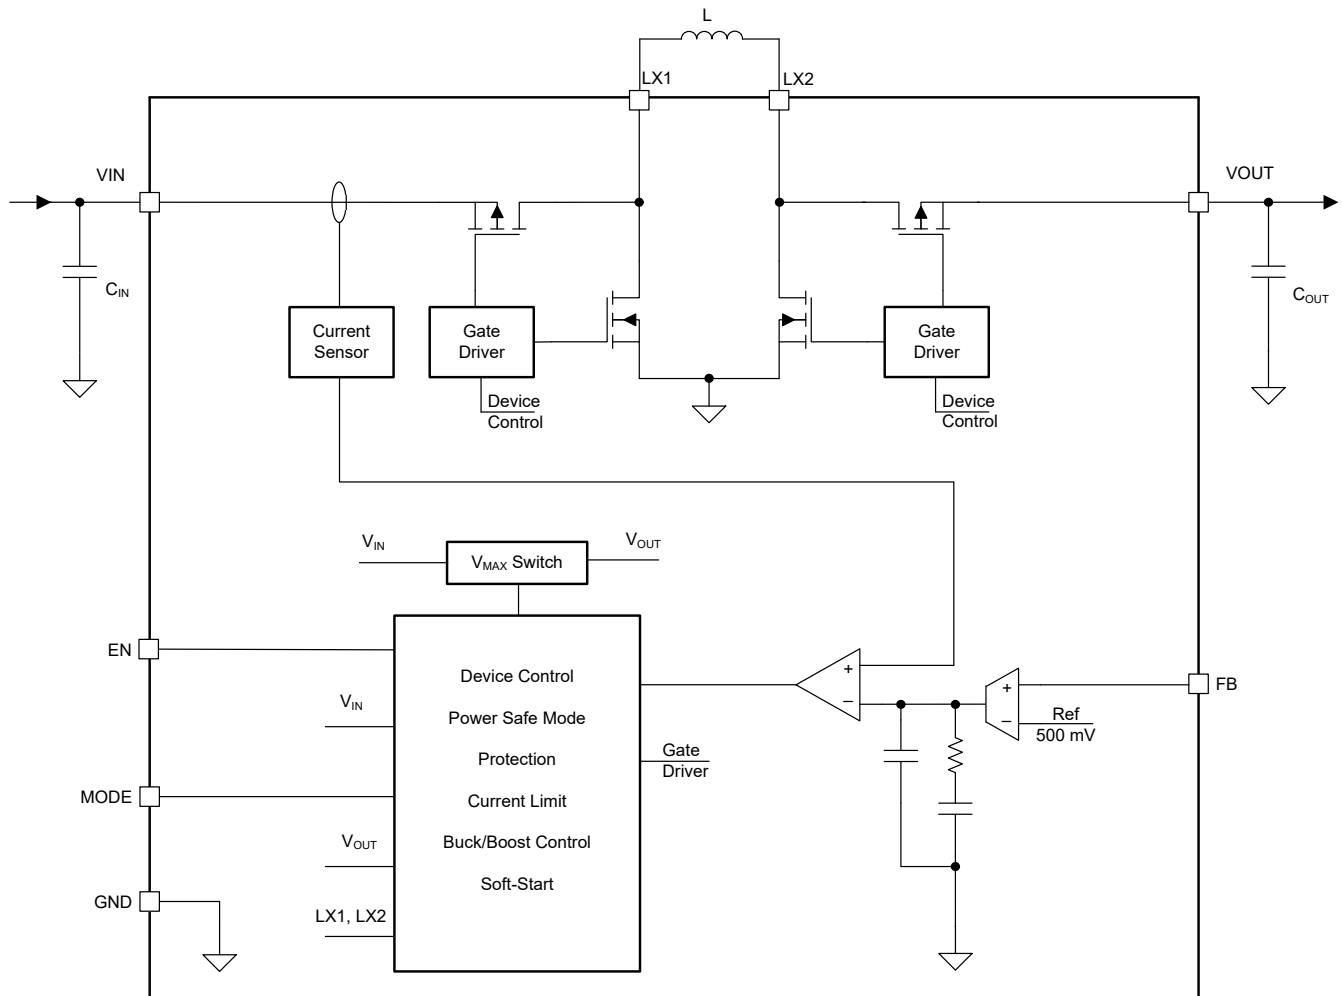 L
LX1
LX2
VIN
VOUT
CIN
COUT
Current
Sensor
Gate
Driver
Gate
Driver
Device
Control
Device
Control
VIN
VOUT
VMAX Switch
EN
Device Control
+
−
+
−
FB
VIN
Power Safe Mode
Ref
500 mV
Protection
Gate
Driver
MODE
Current Limit
VOUT
Buck/Boost Control
Soft-Start
GND
LX1, LX2